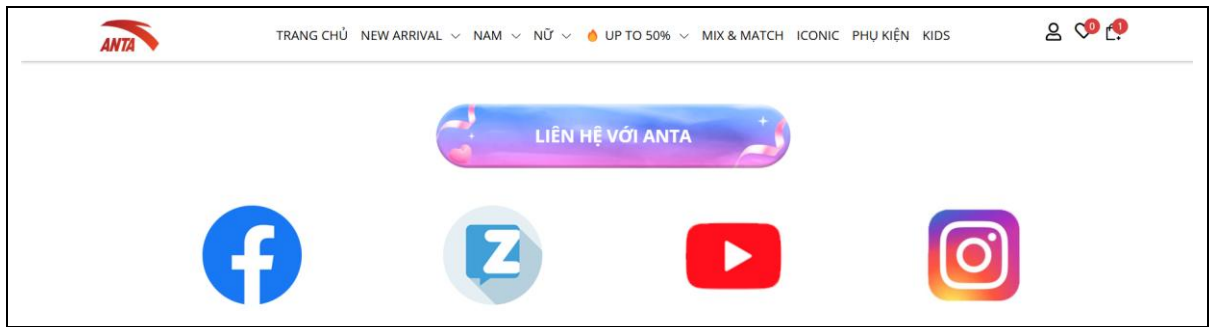 ANTA
TRANG CHỦ NEW ARRIVAL NAM NỮ UP TO 50% MIX & MATCH ICONIC PHỤ KIỆN KIDS
0 1
LIÊN HỆ VỚI ANTA
f Z